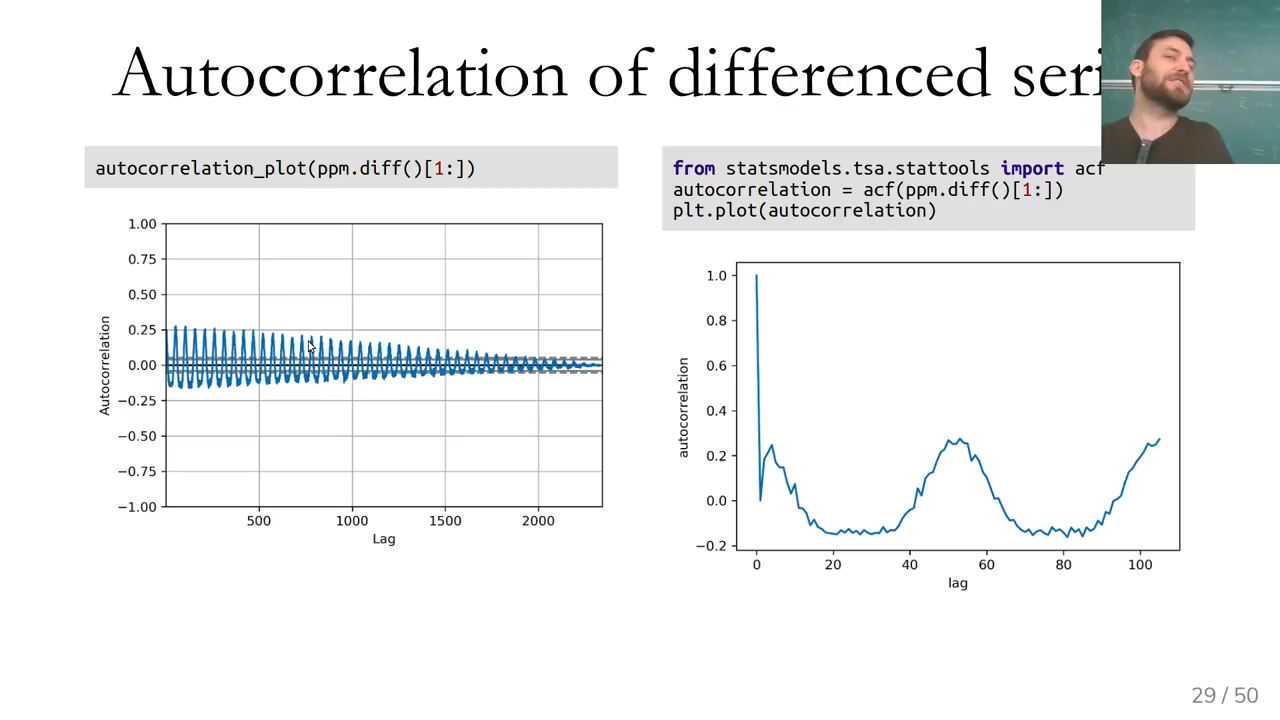 Autocorrelation of differenced seri
autocorrelation_plot(ppm.diff()[1:])
1.00
0.75
0.50
0.25
0.00
−0.25
−0.50
−0.75
−1.00
Autocorrelation
500 1000 1500 2000
Lag
from statsmodels.tsa.stattools import acf
autocorrelation = acf(ppm.diff()[1:])
plt.plot(autocorrelation)
1.0
0.8
0.6
0.4
0.2
0.0
−0.2
autocorrelation
0 20 40 60 80 100
lag
29 / 50